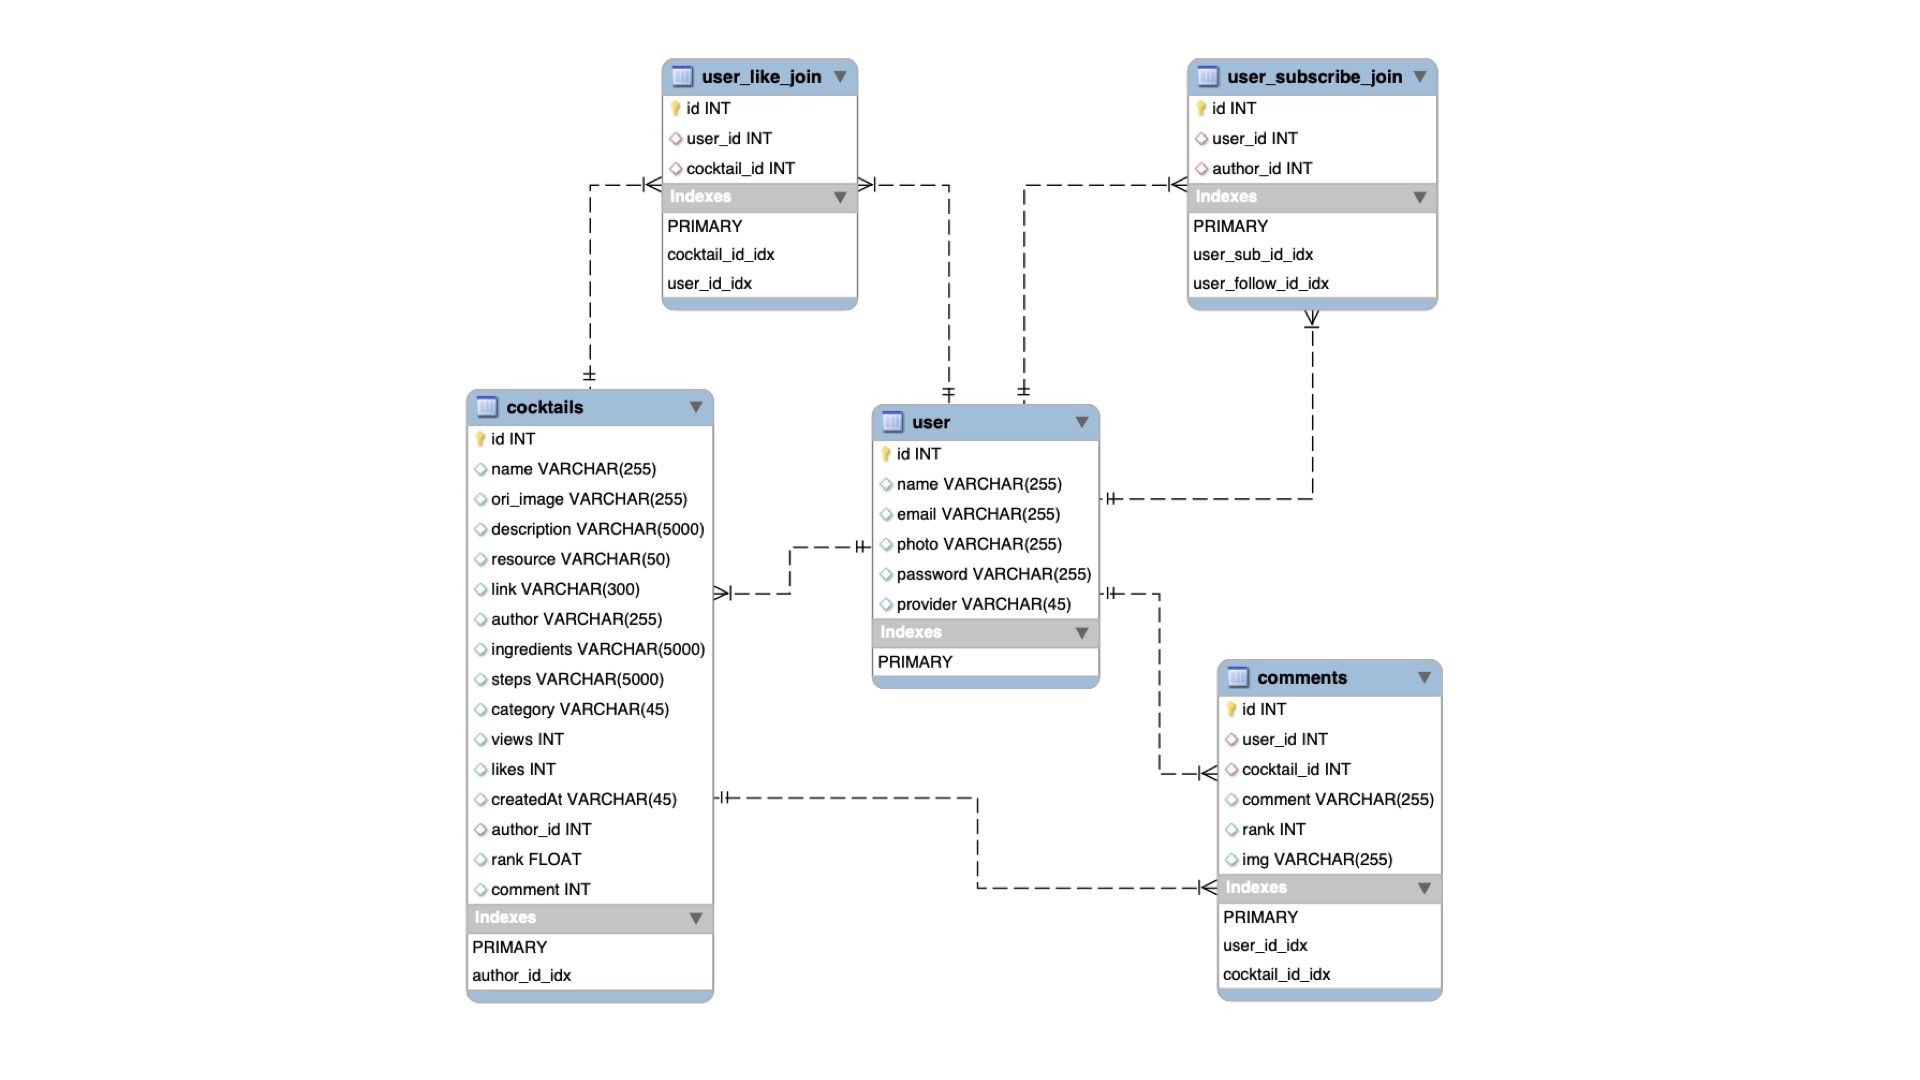 user_like_join
id INT
user_id INT
cocktail_id INT
Indexes
PRIMARY
cocktail_id_idx
user_id_idx
user_subscribe_join
id INT
user_id INT
author_id INT
Indexes
PRIMARY
user_sub_id_idx
user_follow_id_idx
cocktails
id INT
name VARCHAR(255)
ori_image VARCHAR(255)
description VARCHAR(5000)
resource VARCHAR(50)
link VARCHAR(300)
author VARCHAR(255)
ingredients VARCHAR(5000)
steps VARCHAR(5000)
category VARCHAR(45)
views INT
likes INT
createdAt VARCHAR(45)
author_id INT
rank FLOAT
comment INT
Indexes
PRIMARY
author_id_idx
user
id INT
name VARCHAR(255)
email VARCHAR(255)
photo VARCHAR(255)
password VARCHAR(255)
provider VARCHAR(45)
Indexes
PRIMARY
comments
id INT
user_id INT
cocktail_id INT
comment VARCHAR(255)
rank INT
img VARCHAR(255)
Indexes
PRIMARY
user_id_idx
cocktail_id_idx